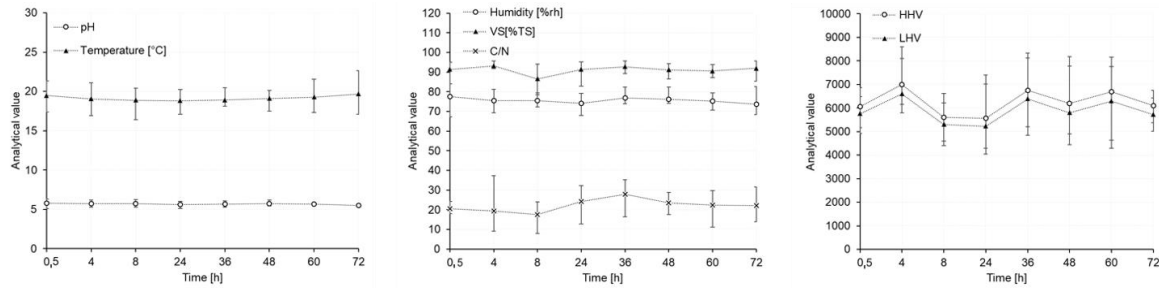 30
25
20
15
10
5
0
Analytical value
pH
Temperature [°C]
0,5 4 8 24 36 48 60 72
Time [h]
120
110
100
90
80
70
60
50
40
30
20
10
0
Analytical value
Humidity [%rh]
VS[%TS]
C/N
0,5 4 8 24 36 48 60 72
Time [h]
10000
9000
8000
7000
6000
5000
4000
3000
2000
1000
0
Analytical value
HHV
LHV
0,5 4 8 24 36 48 60 72
Time [h]